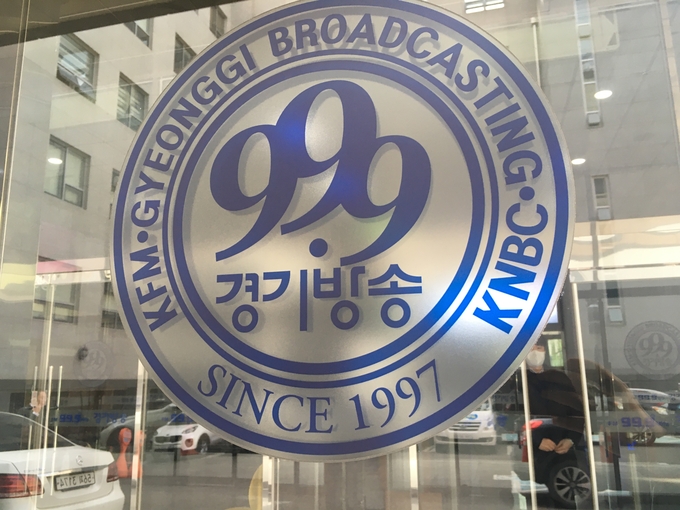 KFM•GYEONGGI BROADCASTING•KNBC•
99.9
경기방송
SINCE 1997